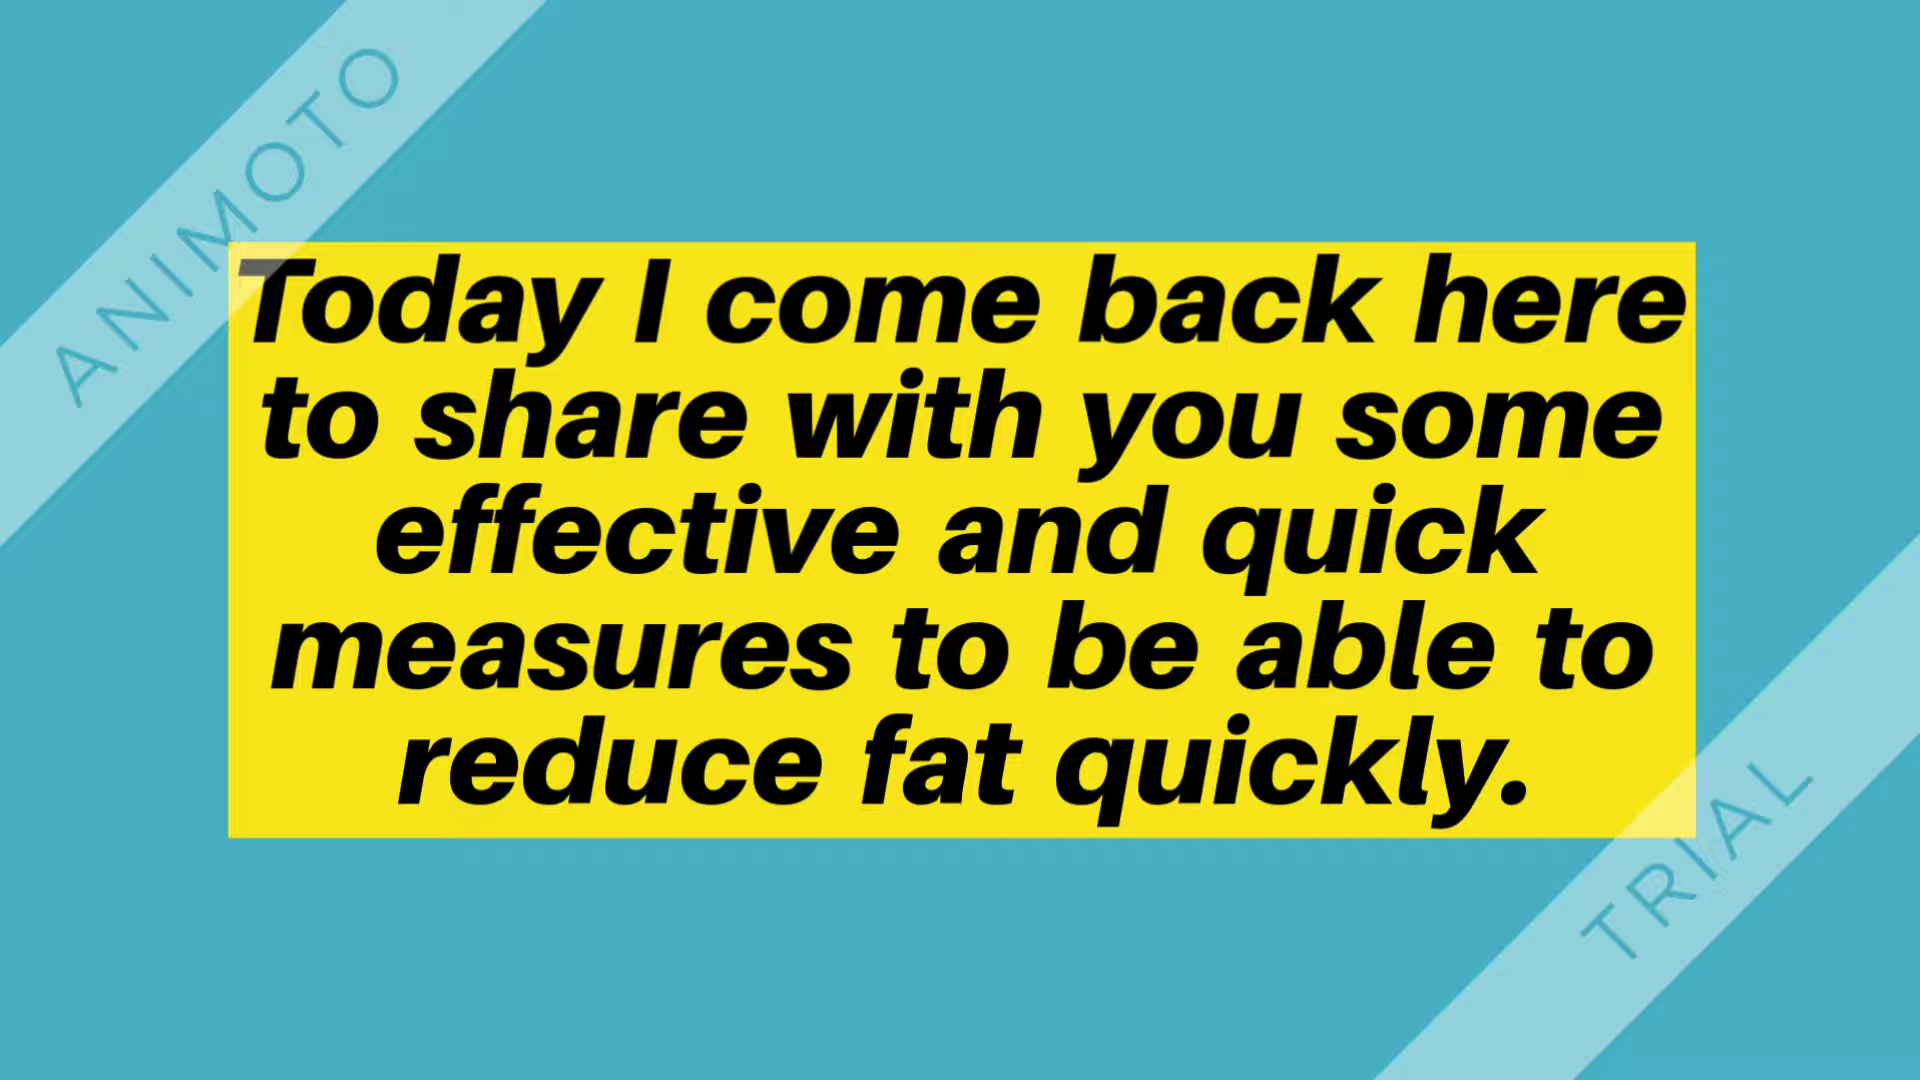 ANIMOTO
Today I come back here
to share with you some
effective and quick
measures to be able to
reduce fat quickly.
TRIAL